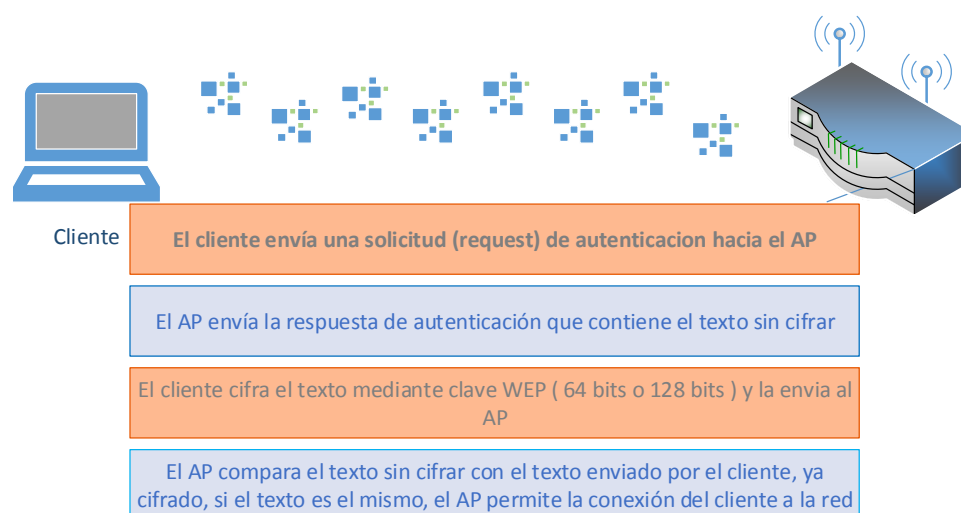 Cliente
El cliente envía una solicitud (request) de autenticacion hacia el AP
El AP envía la respuesta de autenticación que contiene el texto sin cifrar
El cliente cifra el texto mediante clave WEP ( 64 bits o 128 bits ) y la envia al
AP
El AP compara el texto sin cifrar con el texto enviado por el cliente, ya
cifrado, si el texto es el mismo, el AP permite la conexión del cliente a la red